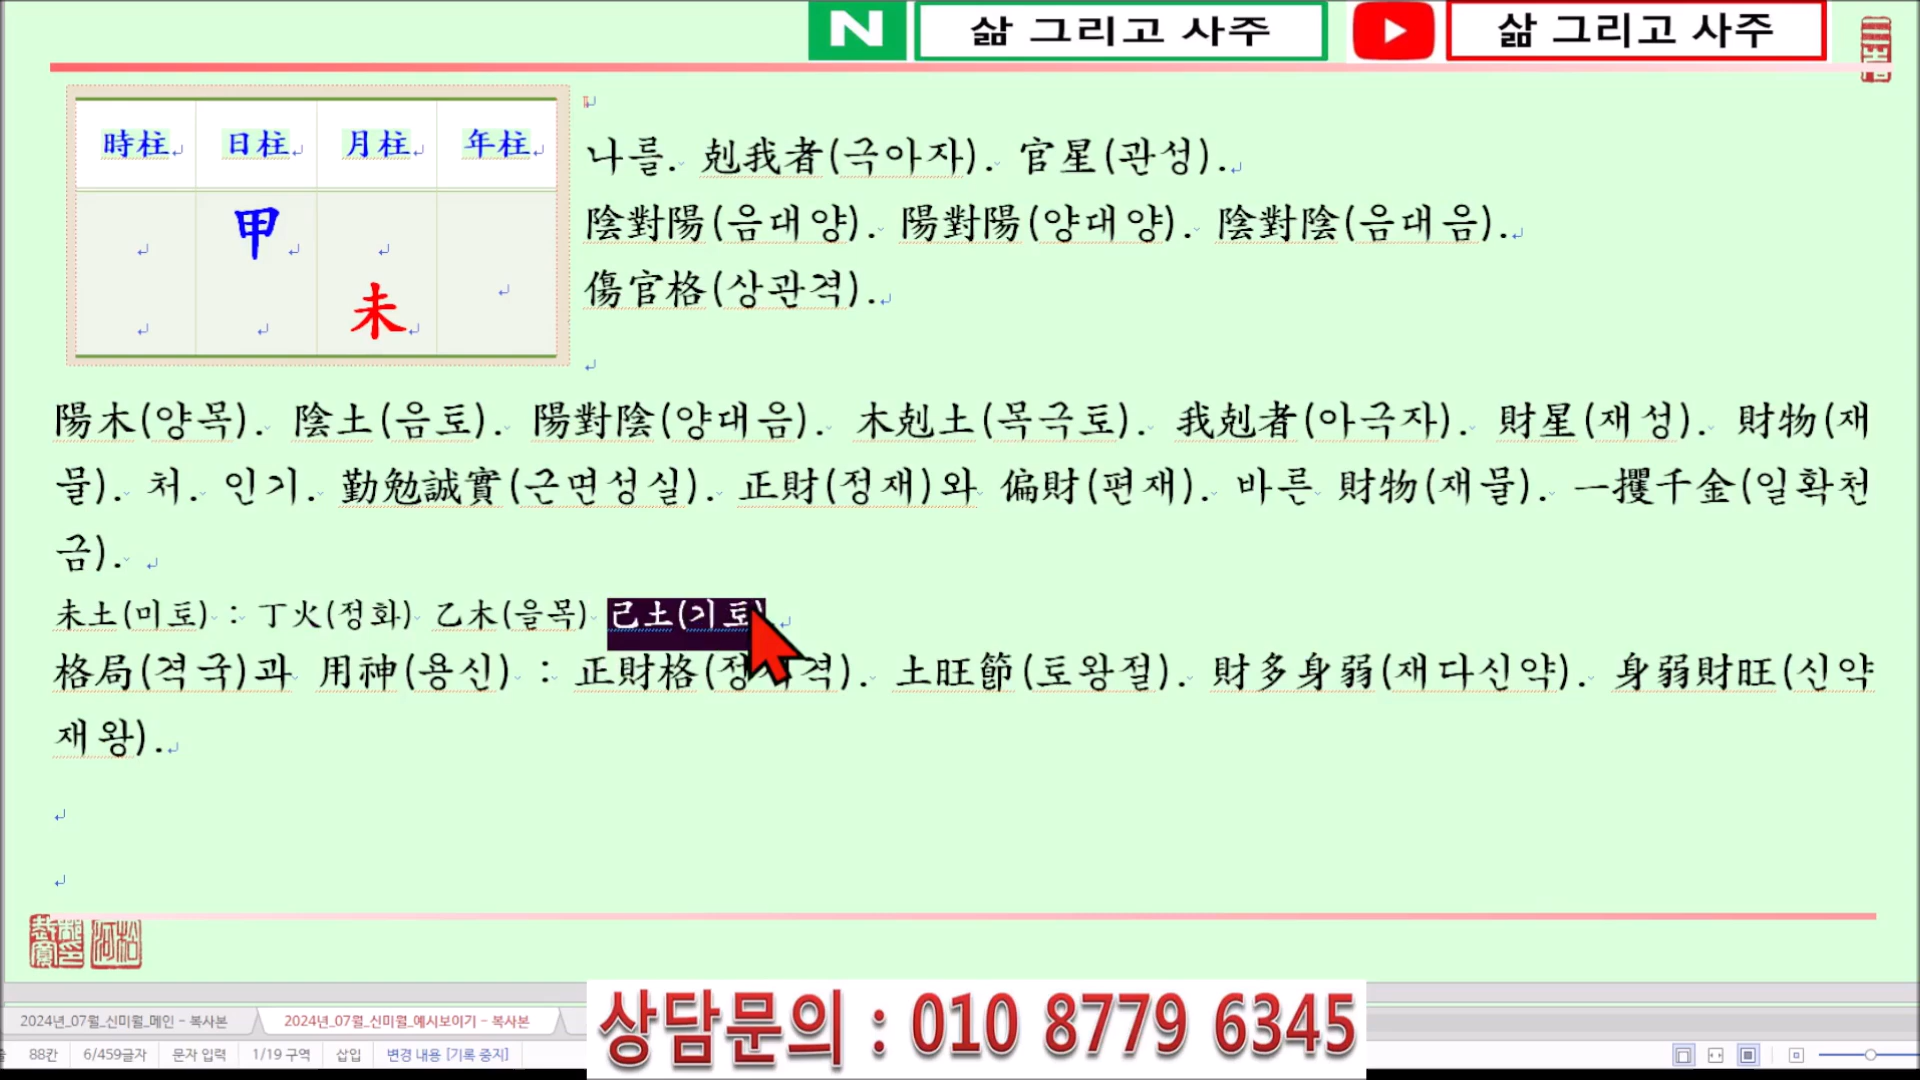 N 삶 그리고 사주 삶 그리고 사주
時柱 日柱 月柱 年柱
甲
未
나를. 剋我者(극아자). 官星(관성).
陰對陽(음대양). 陽對陽(양대양). 陰對陰(음대음).
傷官格(상관격).
陽木(양목). 陰土(음토). 陽對陰(양대음). 木剋土(목극토). 我剋者(아극자). 財星(재성). 財物(재
물). 처. 인기. 勤勉誠實(근면성실). 正財(정재)와 偏財(편재). 바른 財物(재물). 一攫千金(일확천
금).
未土(미토) : 丁火(정화) 乙木(을목) 己土(기토)
格局(격국)과 用神(용신) : 正財格(정재격). 土旺節(토왕절). 財多身弱(재다신약). 身弱財旺(신약
재왕).
2024년_07월_신미월_메인 - 복사본 2024년_07월_신미월_예시보이기 - 복사본
88칸 6/459글자 문자 입력 1/19 구역 삽입 변경 내용 [기록 중지]
상담문의 : 010 8779 6345